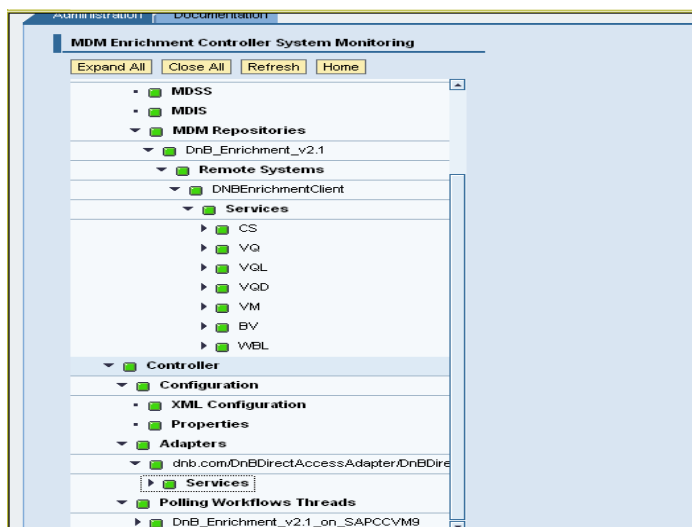 Administration Documentation
MDM Enrichment Controller System Monitoring
Expand All Close All Refresh Home
MDSS
MDIS
MDM Repositories
DnB_Enrichment_v2.1
Remote Systems
DNBEnrichmentClient
Services
CS
VQ
VQL
VQD
VM
BV
WBL
Controller
Configuration
XML Configuration
Properties
Adapters
dnb.com/DnBDirectAccessAdapter/DnBDire
Services
Polling Workflows Threads
DnB_Enrichment_v2.1_on_SAPCCVM9